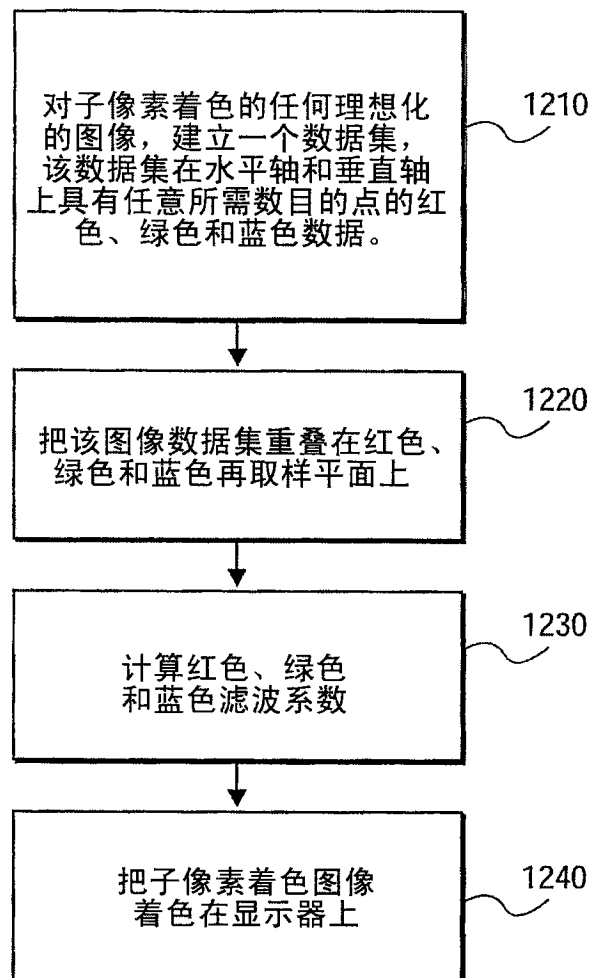 对子像素着色的任何理想化
的图像，建立一个数据集，
该数据集在水平轴和垂直轴
上具有任意所需数目的点的红
色、绿色和蓝色数据。
1210
把该图像数据集重叠在红色、
绿色和蓝色再取样平面上
1220
计算红色、绿色
和蓝色滤波系数
1230
把子像素着色图像
着色在显示器上
1240